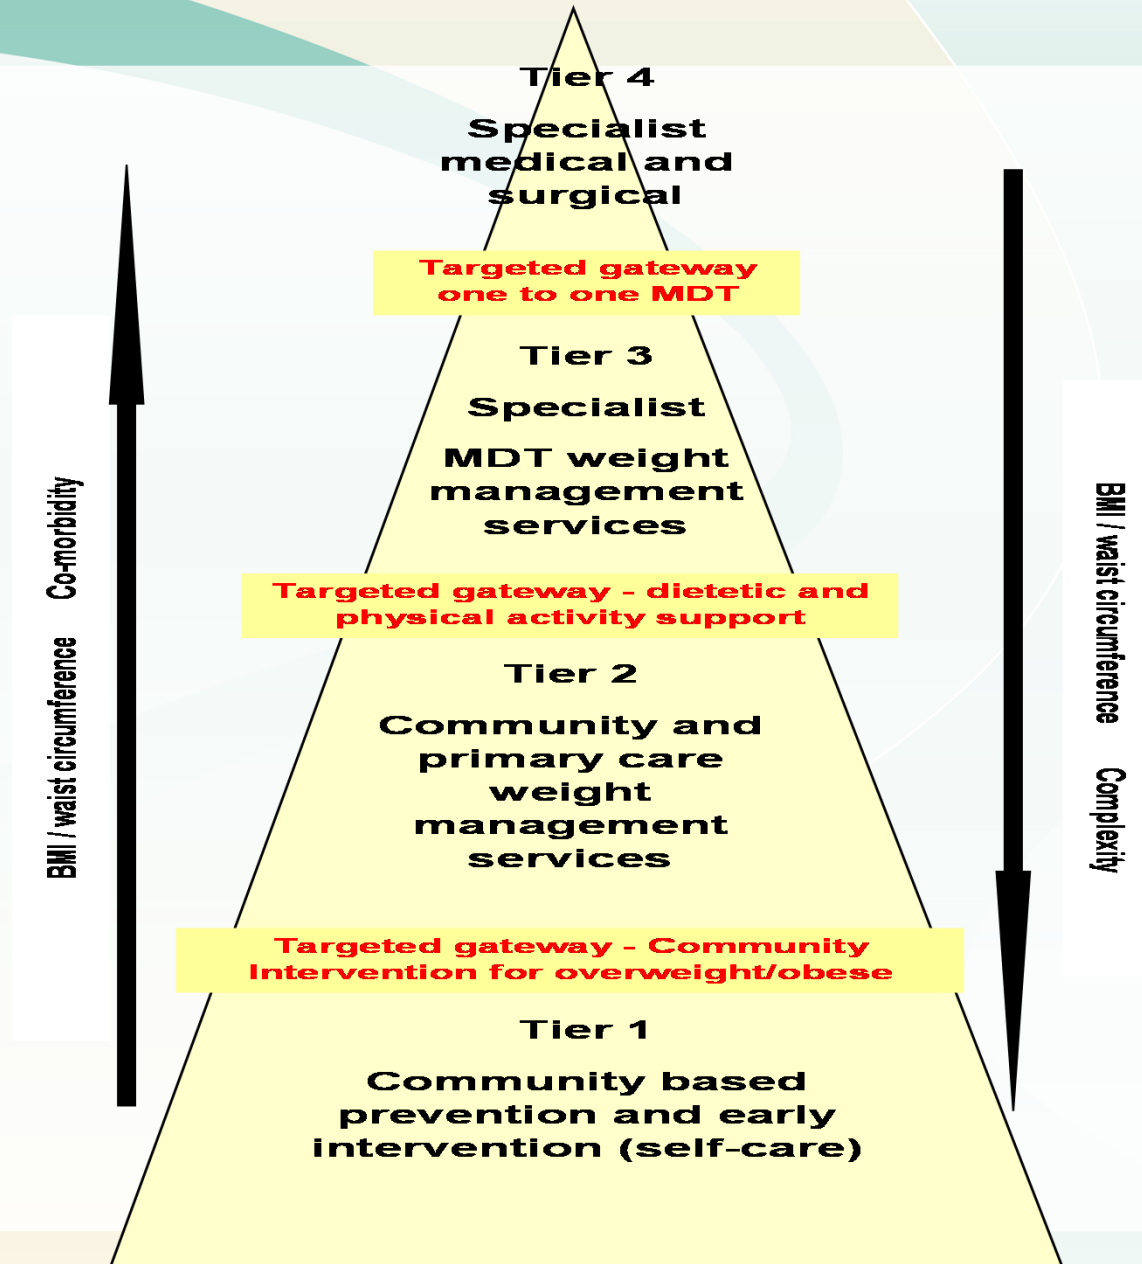 Tier 4
Specialist
medical and
surgical
Targeted gateway
one to one MDT
Tier 3
Specialist
MDT weight
management
services
Targeted gateway - dietetic and
physical activity support
Tier 2
Community and
primary care
weight
management
services
Targeted gateway - Community
Intervention for overweight/obese
Tier 1
Community based
prevention and early
intervention (self-care)
BMI / waist circumference Co-morbidity
BMI / waist circumference Complexity